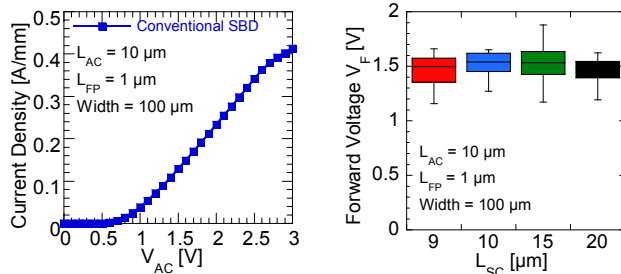 Current Density [A/mm]
0.5
0.4
0.3
0.2
0.1
0
Conventional SBD
L_AC = 10 µm
L_FP = 1 µm
Width = 100 µm
0 0.5 1 1.5 2 2.5 3
V_AC [V]
Forward Voltage V_F [V]
2
1.5
1
0.5
0
L_AC = 10 µm
L_FP = 1 µm
Width = 100 µm
9 10 15 20
L_SC [µm]